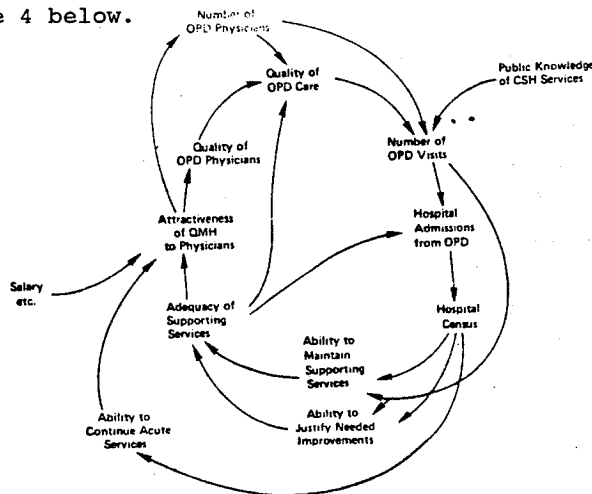 e 4 below.
Number of
OPD Physicians
Quality of
OPD Care
Public Knowledge
of CSH Services
Quality of
OPD Physicians
Number of
OPD Visits
Attractiveness
of QMH
to Physicians
Hospital
Admissions
from OPD
Salary
etc.
Adequacy of
Supporting
Services
Hospital
Census
Ability to
Maintain
Supporting
Services
Ability to
Justify Needed
Improvements
Ability to
Continue Acute
Services